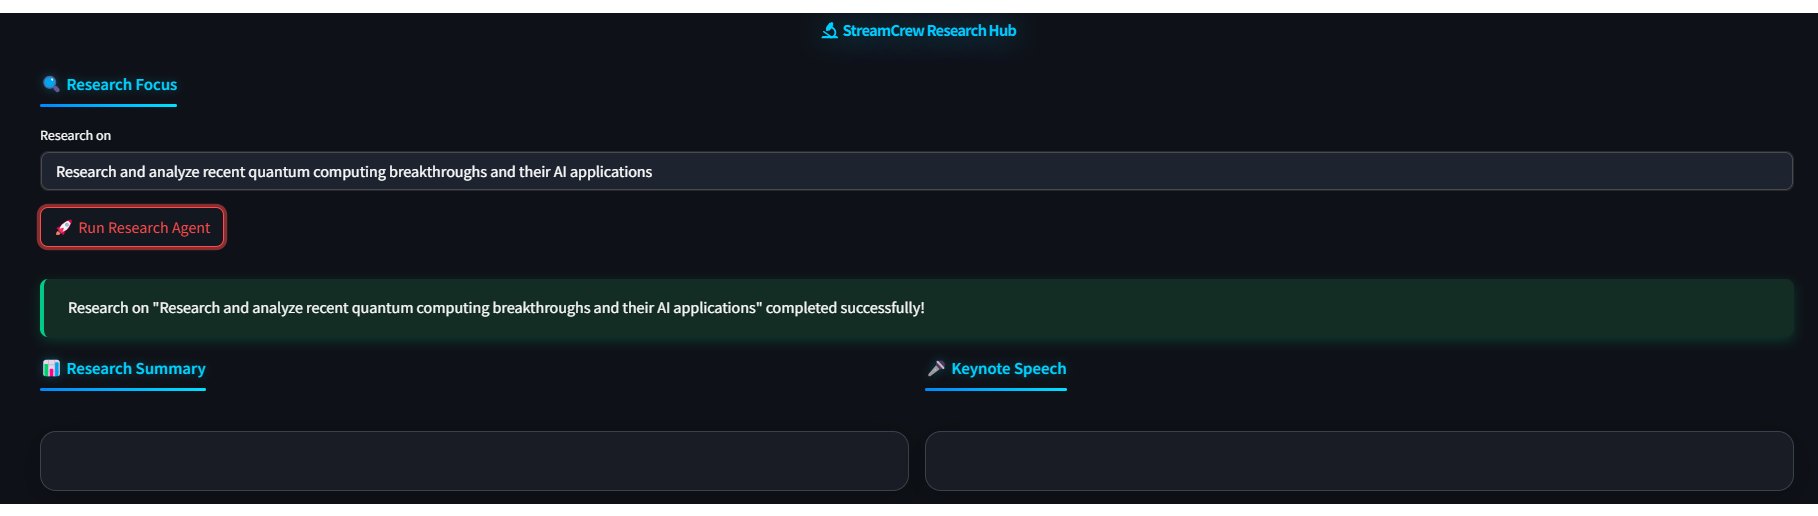 StreamCrew Research Hub
Research Focus
Research on
Research and analyze recent quantum computing breakthroughs and their AI applications
Run Research Agent
Research on "Research and analyze recent quantum computing breakthroughs and their AI applications" completed successfully!
Research Summary
Keynote Speech